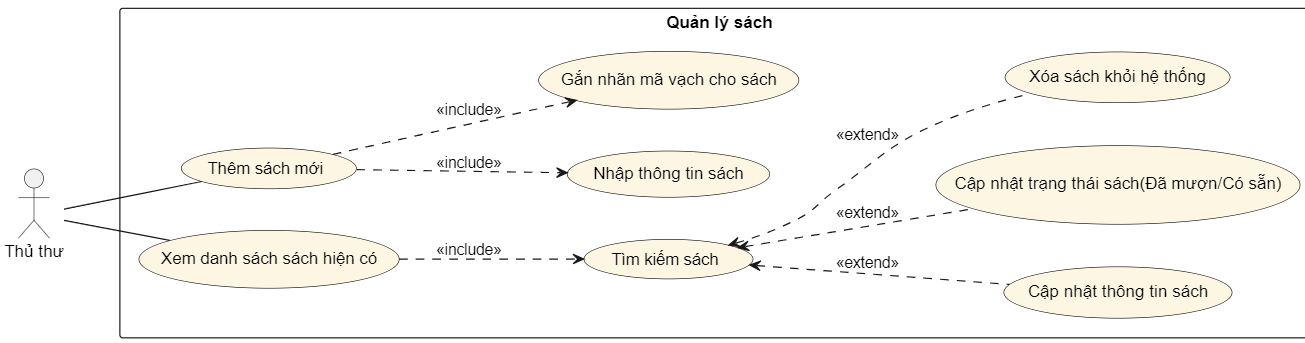 Quản lý sách
Gắn nhãn mã vạch cho sách
Xóa sách khỏi hệ thống
«include»
«extend»
Thêm sách mới
«include»
Nhập thông tin sách
Cập nhật trạng thái sách(Đã mượn/Có sẵn)
«extend»
Thủ thư
Xem danh sách sách hiện có
«include»
Tìm kiếm sách
«extend»
Cập nhật thông tin sách